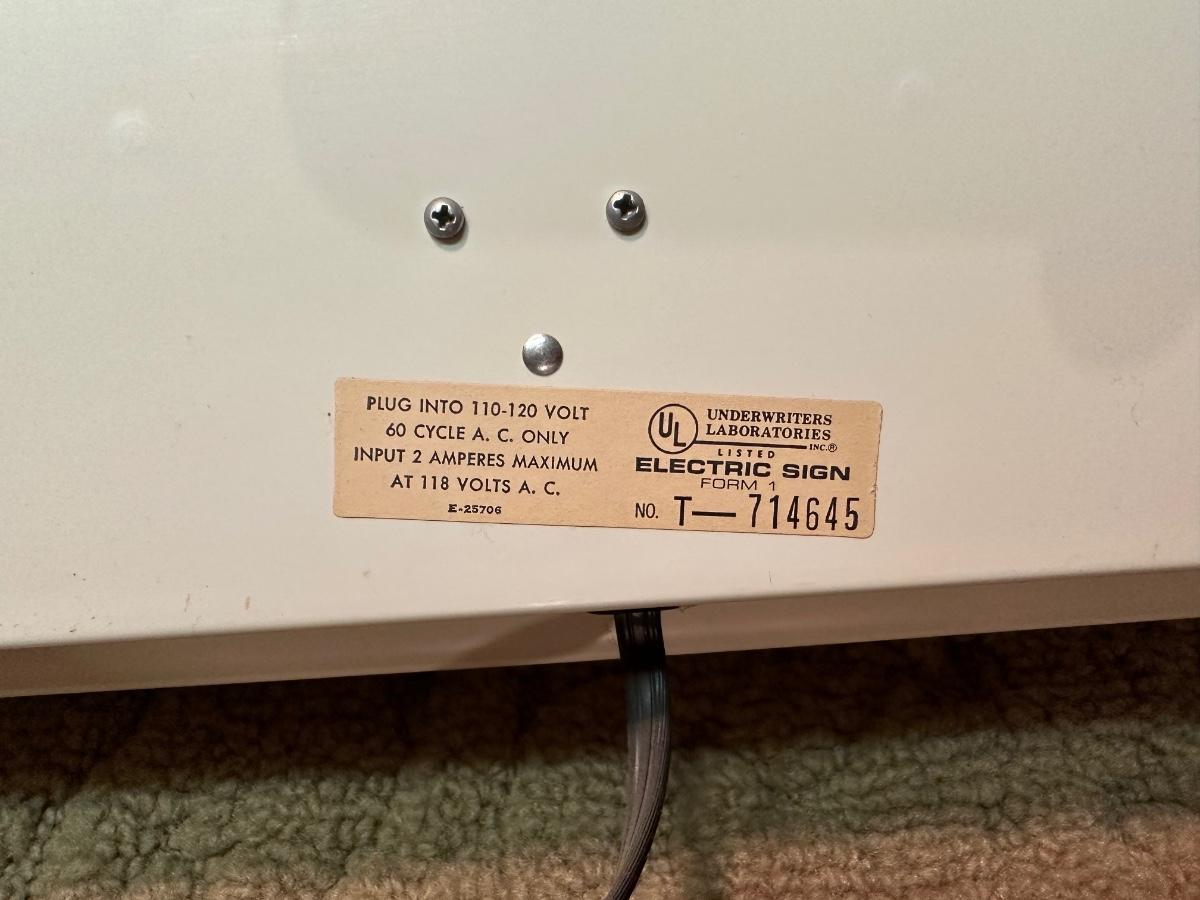 PLUG INTO 110-120 VOLT
60 CYCLE A. C. ONLY
INPUT 2 AMPERES MAXIMUM
AT 118 VOLTS A. C.
E-25706
UL
UNDERWRITERS
LABORATORIES
INC.®
LISTED
ELECTRIC SIGN
FORM 1
NO. T—714645